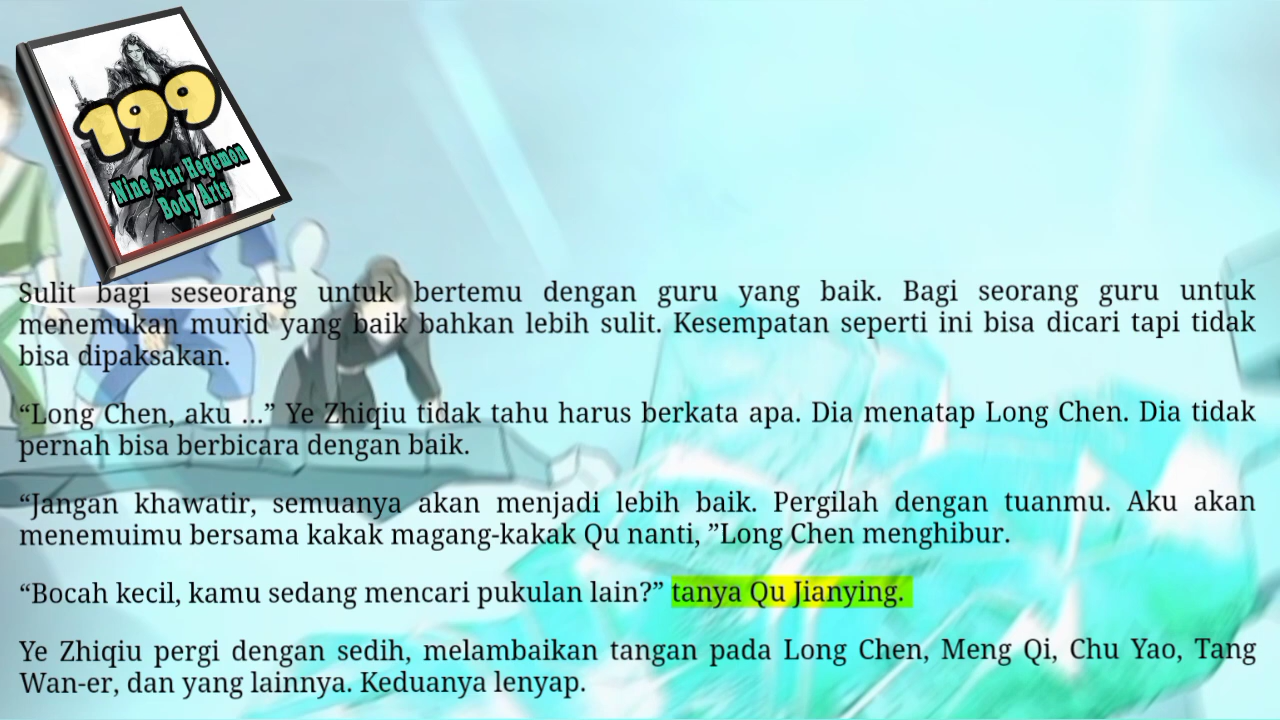 199
Nine Star Hegemon
Body Arts
Sulit bagi seseorang untuk bertemu dengan guru yang baik. Bagi seorang guru untuk
menemukan murid yang baik bahkan lebih sulit. Kesempatan seperti ini bisa dicari tapi tidak
bisa dipaksakan.
“Long Chen, aku ...” Ye Zhiqiu tidak tahu harus berkata apa. Dia menatap Long Chen. Dia tidak
pernah bisa berbicara dengan baik.
“Jangan khawatir, semuanya akan menjadi lebih baik. Pergilah dengan tuanmu. Aku akan
menemuimu bersama kakak magang-kakak Qu nanti, ”Long Chen menghibur.
“Bocah kecil, kamu sedang mencari pukulan lain?” tanya Qu Jianying.
Ye Zhiqiu pergi dengan sedih, melambaikan tangan pada Long Chen, Meng Qi, Chu Yao, Tang
Wan-er, dan yang lainnya. Keduanya lenyap.